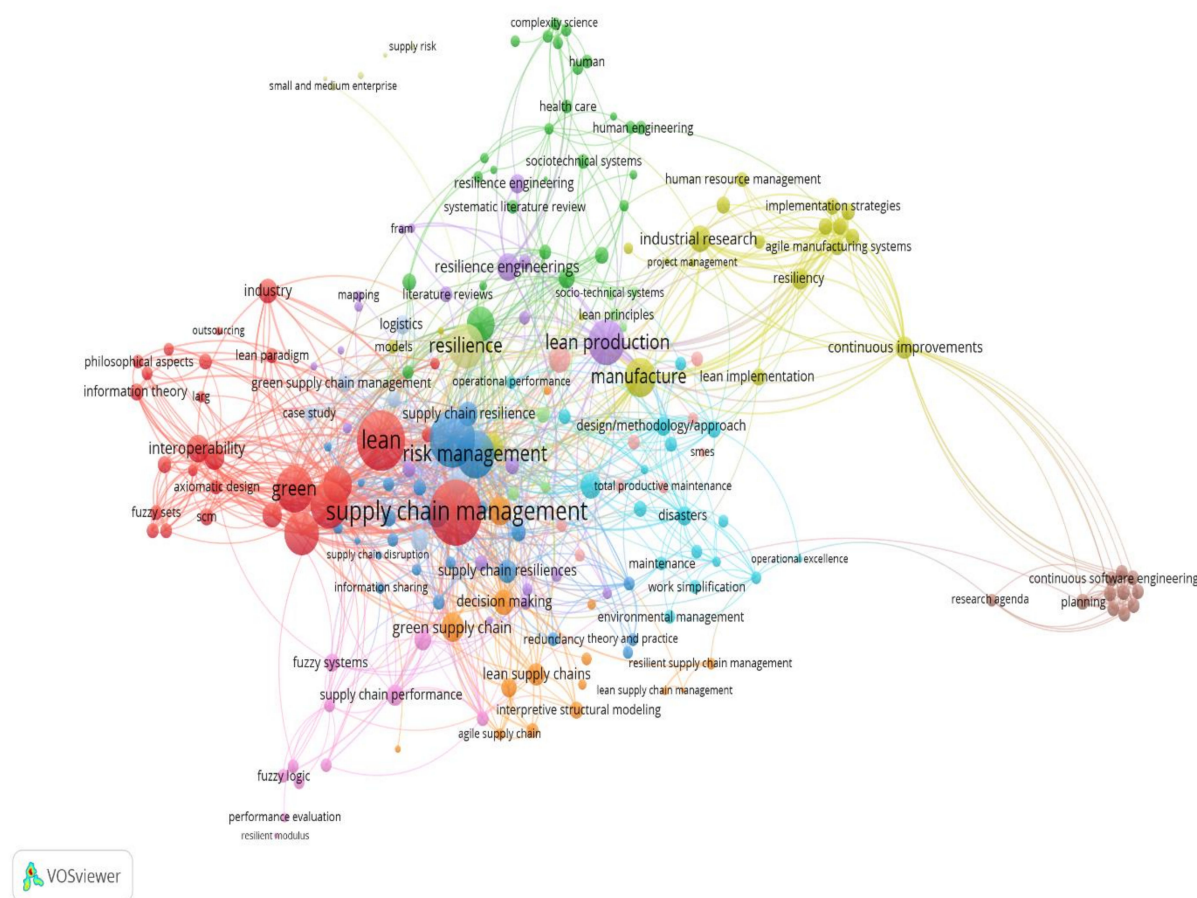 complexity science
supply risk
human
small and medium enterprise
health care
human engineering
sociotechnical systems
resilience engineering
human resource management
systematic literature review
implementation strategies
fram
industrial research
agile manufacturing systems
resilience engineerings
project management
resiliency
industry
mapping
literature reviews
socio-technical systems
lean principles
outsourcing
logistics
lean production
resilience
models
continuous improvements
philosophical aspects
lean paradigm
information theory
green supply chain management
operational performance
manufacture
lean implementation
larg
case study
supply chain resilience
design/methodology/approach
lean
risk management
interoperability
smes
axiomatic design
green
total productive maintenance
fuzzy sets
scm
supply chain management
disasters
supply chain disruption
supply chain resiliences
maintenance
operational excellence
information sharing
work simplification
continuous software engineering
decision making
research agenda
planning
green supply chain
environmental management
redundancy
theory and practice
fuzzy systems
resilient supply chain management
lean supply chains
supply chain performance
lean supply chain management
interpretive structural modeling
agile supply chain
fuzzy logic
performance evaluation
resilient modulus
VOSviewer